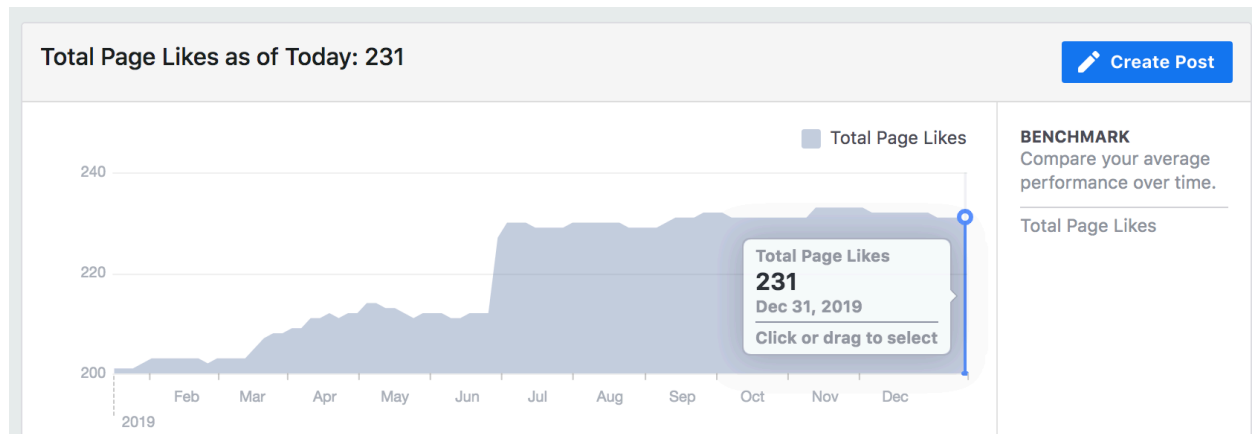 Total Page Likes as of Today: 231
Create Post
Total Page Likes
BENCHMARK
Compare your average
performance over time.
Total Page Likes
240
220
200
Total Page Likes
231
Dec 31, 2019
Click or drag to select
Feb Mar Apr May Jun Jul Aug Sep Oct Nov Dec
2019